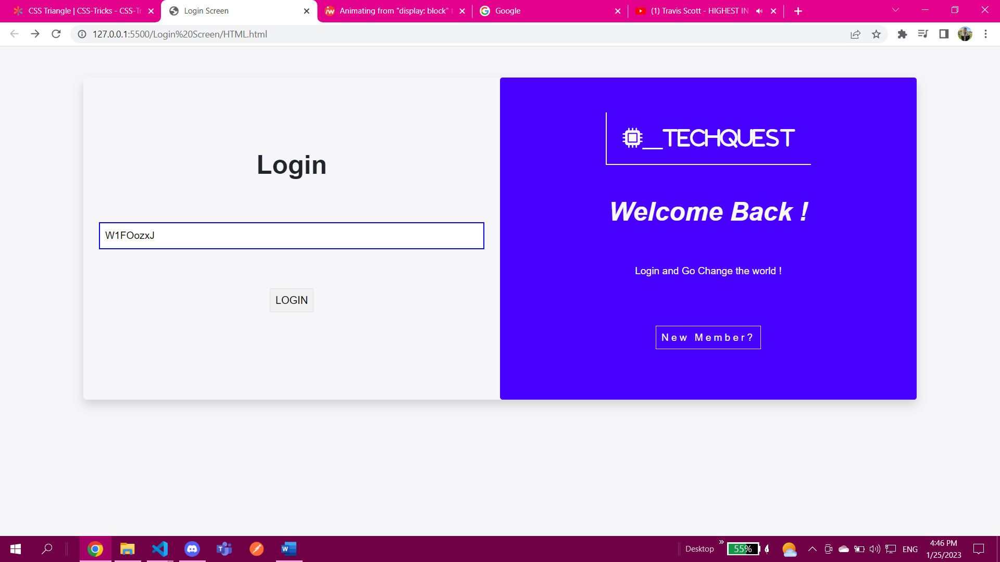 CSS Triangle | CSS-Tricks - CSS-Tr
Login Screen
Animating from "display: block" t
Google
(1) Travis Scott - HIGHEST IN
127.0.0.1:5500/Login%20Screen/HTML.html
Login
W1FOozxJ
LOGIN
__TECHQUEST
Welcome Back !
Login and Go Change the world !
New Member?
Desktop
»
55%
ENG
4:46 PM
1/25/2023